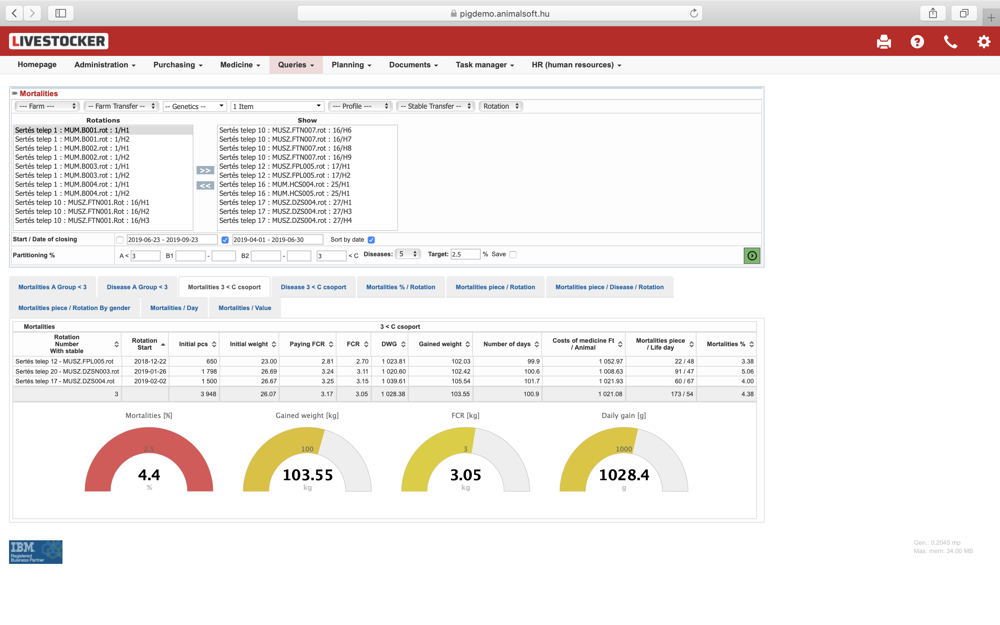 pigdemo.animalsoft.hu
LIVESTOCKER
Homepage Administration Purchasing Medicine Queries Planning Documents Task manager HR (human resources)
Mortalities
--- Farm --- -- Farm Transfer -- -- Genetics -- 1 Item --- Profile --- -- Stable Transfer -- Rotation
Rotations
Sertés telep 1 : MUM.B001.rot : 1/H1
Sertés telep 1 : MUM.B001.rot : 1/H2
Sertés telep 1 : MUM.B002.rot : 1/H1
Sertés telep 1 : MUM.B002.rot : 1/H2
Sertés telep 1 : MUM.B003.rot : 1/H1
Sertés telep 1 : MUM.B003.rot : 1/H2
Sertés telep 1 : MUM.B004.rot : 1/H1
Sertés telep 1 : MUM.B004.rot : 1/H2
Sertés telep 10 : MUSZ.FTN001.Rot : 16/H1
Sertés telep 10 : MUSZ.FTN001.Rot : 16/H2
Sertés telep 10 : MUSZ.FTN001.Rot : 16/H3
>>
<<
Show
Sertés telep 10 : MUSZ.FTN007.rot : 16/H6
Sertés telep 10 : MUSZ.FTN007.rot : 16/H7
Sertés telep 10 : MUSZ.FTN007.rot : 16/H8
Sertés telep 10 : MUSZ.FTN007.rot : 16/H9
Sertés telep 12 : MUSZ.FPL005.rot : 17/H1
Sertés telep 12 : MUSZ.FPL005.rot : 17/H2
Sertés telep 16 : MUM.HCS004.rot : 25/H1
Sertés telep 16 : MUM.HCS005.rot : 25/H1
Sertés telep 17 : MUSZ.DZS004.rot : 27/H1
Sertés telep 17 : MUSZ.DZS004.rot : 27/H3
Sertés telep 17 : MUSZ.DZS004.rot : 27/H4
Start / Date of closing 2019-06-23 - 2019-09-23 2019-04-01 - 2019-06-30 Sort by date
Partitioning % A < 3 B1 - B2 - 3 < C Diseases: 5 Target: 2.5 % Save
Mortalities A Group < 3 Disease A Group < 3 Mortalities 3 < C csoport Disease 3 < C csoport Mortalities % / Rotation Mortalities piece / Rotation Mortalities piece / Disease / Rotation
Mortalities piece / Rotation By gender Mortalities / Day Mortalities / Value
Mortalities 3 < C csoport
Rotation Number With stable Rotation Start Initial pcs Initial weight Paying FCR FCR DWG Gained weight Number of days Costs of medicine Ft / Animal Mortalities piece / Life day Mortalities %
Sertés telep 12 - MUSZ.FPL005.rot 2018-12-22 650 23.00 2.81 2.70 1 023.81 102.03 99.9 1 052.97 22 / 48 3.38
Sertés telep 20 - MUSZ.DZSN003.rot 2019-01-26 1 798 26.69 3.24 3.11 1 020.60 102.42 100.6 1 008.63 91 / 47 5.06
Sertés telep 17 - MUSZ.DZS004.rot 2019-02-02 1 500 26.67 3.25 3.15 1 039.61 105.54 101.7 1 021.93 60 / 67 4.00
3 3 948 26.07 3.17 3.05 1 028.38 103.55 100.9 1 021.08 173 / 54 4.38
Mortalities [%] Gained weight [kg] FCR [kg] Daily gain [g]
2.5 100 3 1000
4.4 103.55 3.05 1028.4
% kg kg g
IBM.
Registered
Business Partner
Gen.: 0.2045 mp
Max. mem: 34.00 MB